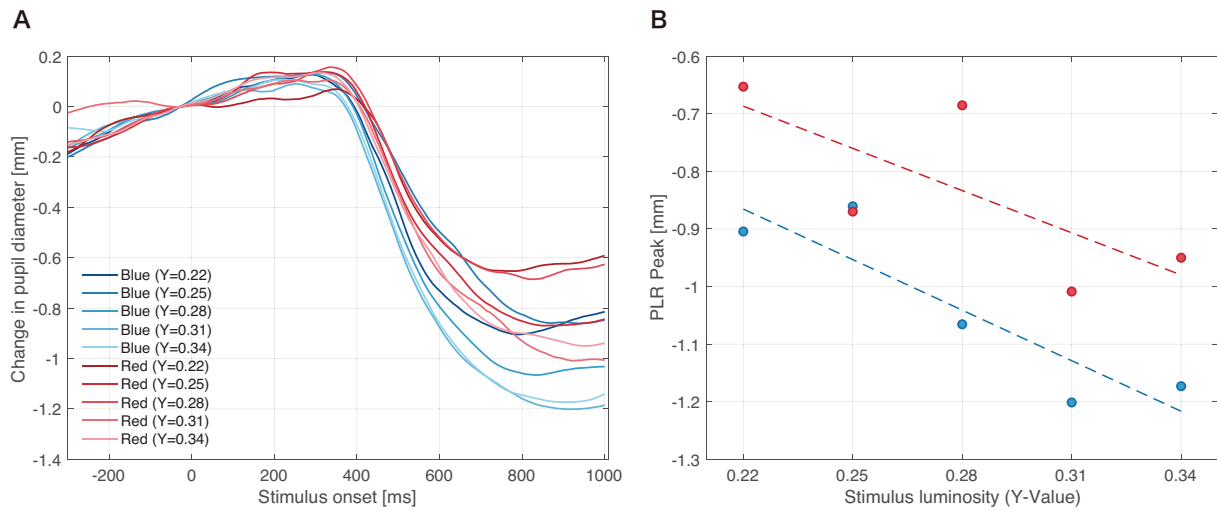 A
Change in pupil diameter [mm]
0.2
0
-0.2
-0.4
-0.6
-0.8
-1
-1.2
-1.4
Blue (Y=0.22)
Blue (Y=0.25)
Blue (Y=0.28)
Blue (Y=0.31)
Blue (Y=0.34)
Red (Y=0.22)
Red (Y=0.25)
Red (Y=0.28)
Red (Y=0.31)
Red (Y=0.34)
-200 0 200 400 600 800 1000
Stimulus onset [ms]
B
PLR Peak [mm]
-0.6
-0.7
-0.8
-0.9
-1
-1.1
-1.2
-1.3
0.22 0.25 0.28 0.31 0.34
Stimulus luminosity (Y-Value)